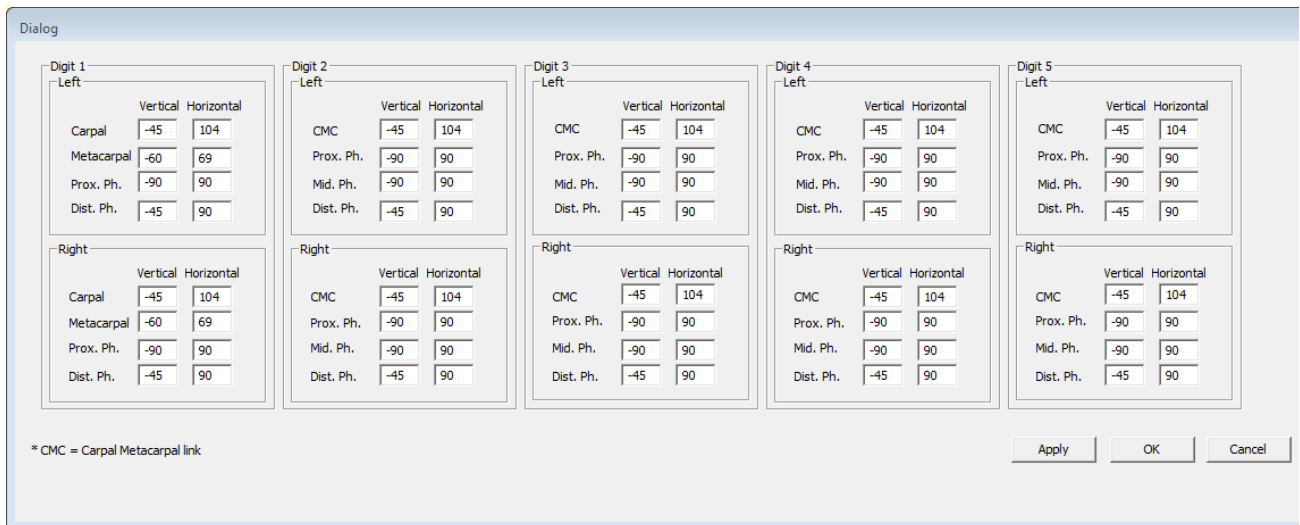 Dialog
Digit 1 Digit 2 Digit 3 Digit 4 Digit 5
Left Left Left Left Left
Vertical Horizontal Vertical Horizontal Vertical Horizontal Vertical Horizontal Vertical Horizontal
Carpal -45 104 CMC -45 104 CMC -45 104 CMC -45 104 CMC -45 104
Metacarpal -60 69 Prox. Ph. -90 90 Prox. Ph. -90 90 Prox. Ph. -90 90 Prox. Ph. -90 90
Prox. Ph. -90 90 Mid. Ph. -90 90 Mid. Ph. -90 90 Mid. Ph. -90 90 Mid. Ph. -90 90
Dist. Ph. -45 90 Dist. Ph. -45 90 Dist. Ph. -45 90 Dist. Ph. -45 90 Dist. Ph. -45 90
Right Right Right Right Right
Vertical Horizontal Vertical Horizontal Vertical Horizontal Vertical Horizontal Vertical Horizontal
Carpal -45 104 CMC -45 104 CMC -45 104 CMC -45 104 CMC -45 104
Metacarpal -60 69 Prox. Ph. -90 90 Prox. Ph. -90 90 Prox. Ph. -90 90 Prox. Ph. -90 90
Prox. Ph. -90 90 Mid. Ph. -90 90 Mid. Ph. -90 90 Mid. Ph. -90 90 Mid. Ph. -90 90
Dist. Ph. -45 90 Dist. Ph. -45 90 Dist. Ph. -45 90 Dist. Ph. -45 90 Dist. Ph. -45 90
* CMC = Carpal Metacarpal link
Apply OK Cancel